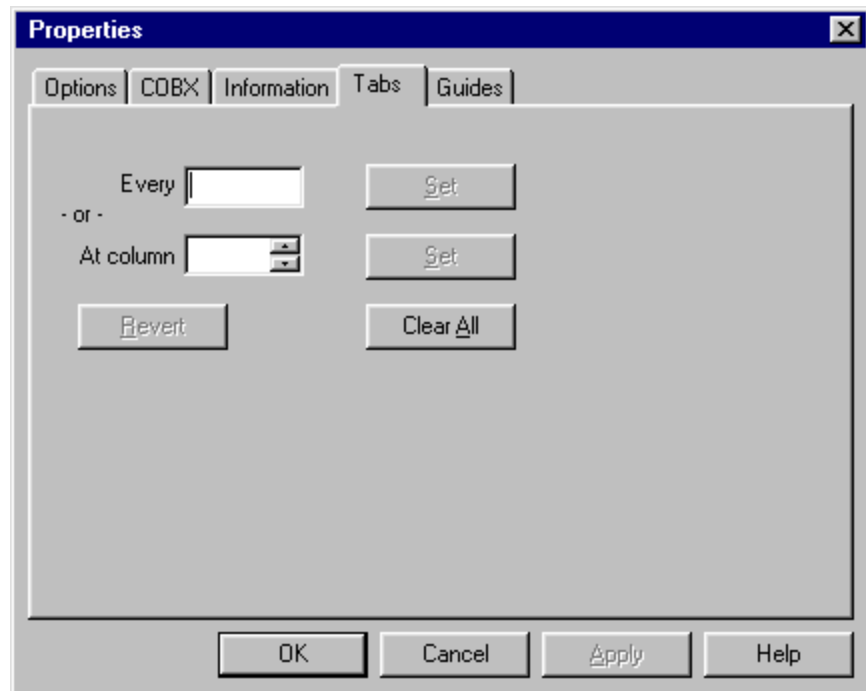 Properties
Options COBX Information Tabs Guides
Every Set
- or -
At column Set
Revert Clear All
OK Cancel Apply Help